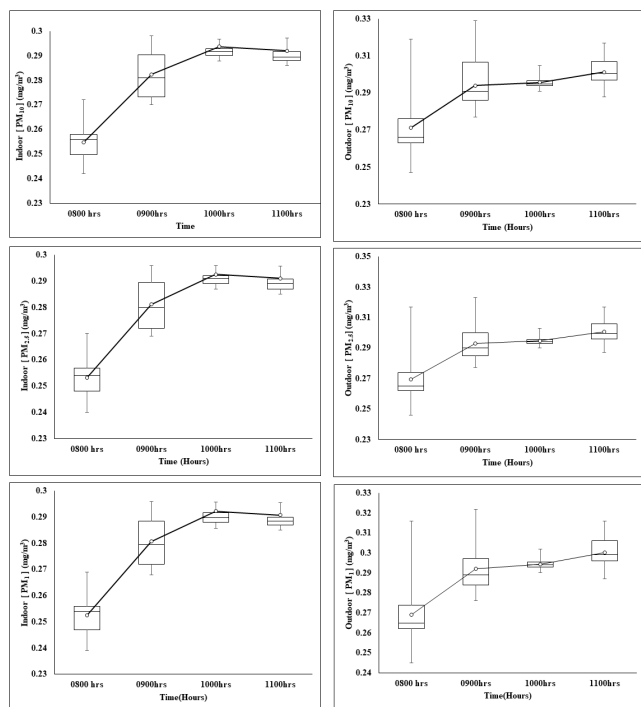 0.3
0.29
0.28
0.27
0.26
0.25
0.24
0.23
Indoor [ PM10] (mg/m³)
0800 hrs 0900hrs 1000hrs 1100hrs
Time
0.33
0.31
0.29
0.27
0.25
0.23
Outdoor [ PM10] (mg/m³)
0800 hrs 0900hrs 1000hrs 1100hrs
Time (Hours)
0.3
0.29
0.28
0.27
0.26
0.25
0.24
0.23
Indoor [ PM2.5] (mg/m³)
0800 hrs 0900hrs 1000hrs 1100hrs
Time (Hours)
0.35
0.33
0.31
0.29
0.27
0.25
0.23
Outdoor [ PM2.5] (mg/m³)
0800 hrs 0900hrs 1000hrs 1100hrs
Time (Hours)
0.3
0.29
0.28
0.27
0.26
0.25
0.24
0.23
Indoor [ PM1] (mg/m³)
0800 hrs 0900hrs 1000hrs 1100hrs
Time(Hours)
0.33
0.32
0.31
0.3
0.29
0.28
0.27
0.26
0.25
0.24
Outdoor [ PM1] (mg/m³)
0800 hrs 0900hrs 1000hrs 1100hrs
Time(Hours)